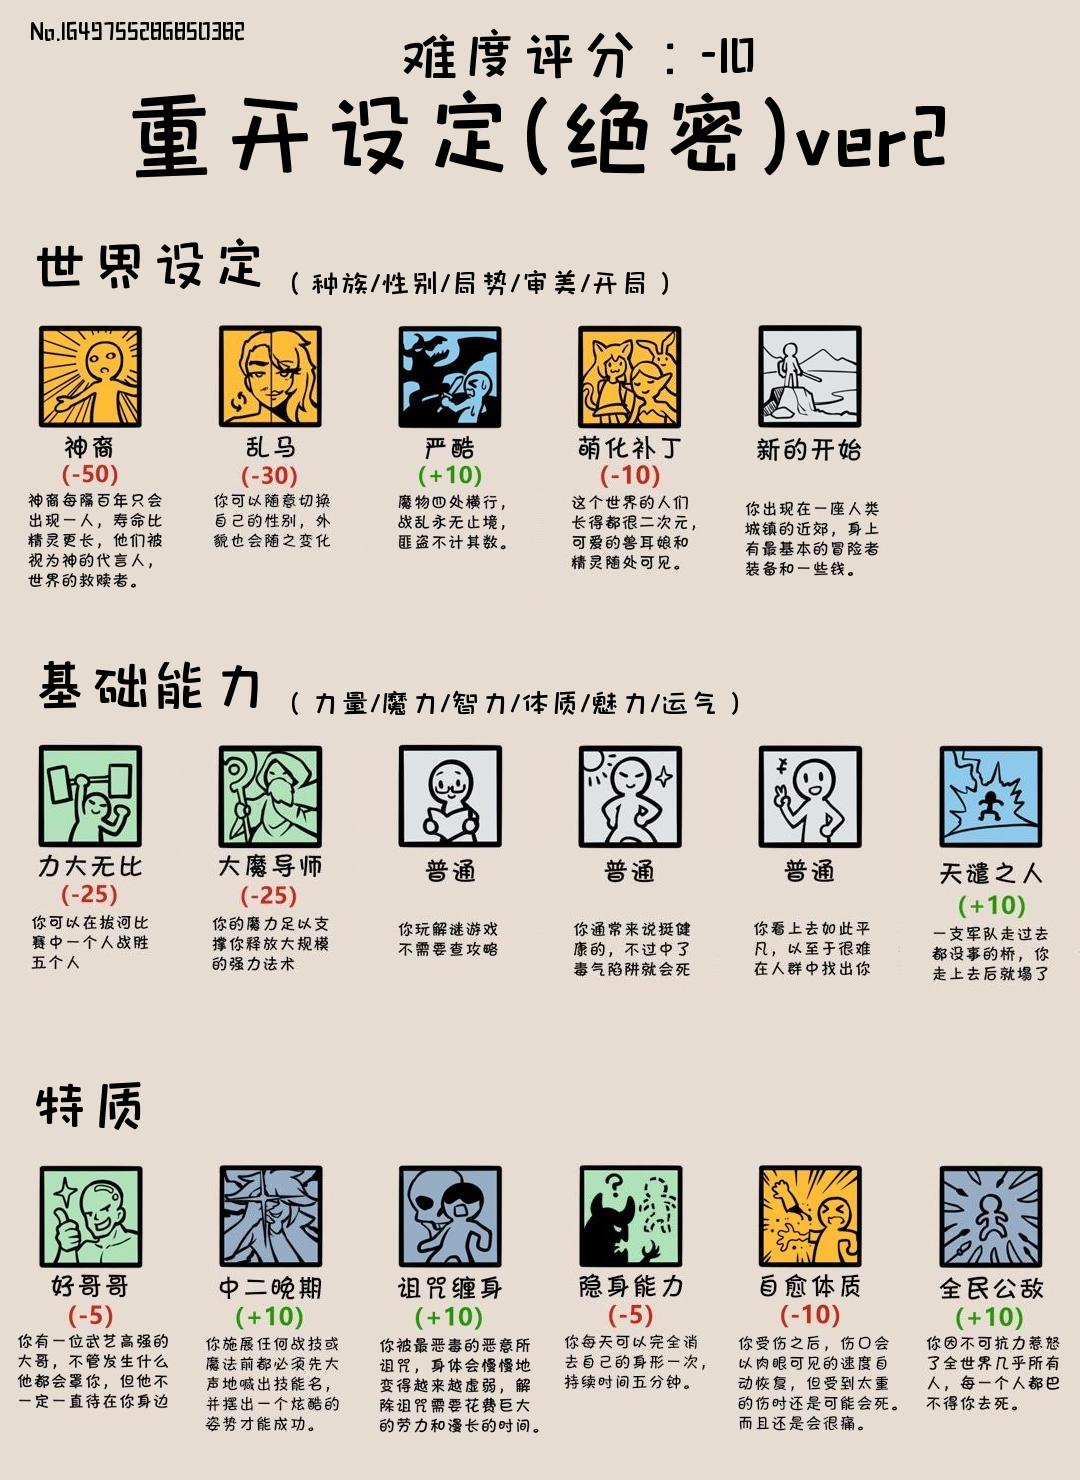 No.1649755286850382
难度评分：-10
重开设定(绝密)ver2
世界设定（种族/性别/局势/审美/开局）
神裔
(-50)
神裔每隔百年只会
出现一人，寿命比
精灵更长，他们被
视为神的代言人，
世界的救赎者。
乱马
(-30)
你可以随意切换
自己的性别，外
貌也会随之变化
严酷
(+10)
魔物四处横行，
战乱永无止境，
匪盗不计其数。
萌化补丁
(-10)
这个世界的人们
长得都很二次元，
可爱的兽耳娘和
精灵随处可见。
新的开始
你出现在一座人类
城镇的近郊，身上
有最基本的冒险者
装备和一些钱。
基础能力（力量/魔力/智力/体质/魅力/运气）
力大无比
(-25)
你可以在拔河比
赛中一个人战胜
五个人
大魔导师
(-25)
你的魔力足以支
撑你释放大规模
的强力法术
普通
你玩解谜游戏
不需要查攻略
普通
你通常来说挺健
康的，不过中了
毒气陷阱就会死
普通
你看上去如此平
凡，以至于很难
在人群中找出你
天谴之人
(+10)
一支军队走过去
都没事的桥，你
走上去后就塌了
特质
好哥哥
(-5)
你有一位武艺高强的
大哥，不管发生什么
他都会罩你，但他不
一定一直待在你身边
中二晚期
(+10)
你施展任何战技或
魔法前都必须先大
声地喊出技能名，
并摆出一个炫酷的
姿势才能成功。
诅咒缠身
(+10)
你被最恶毒的恶意所
诅咒，身体会慢慢地
变得越来越虚弱，解
除诅咒需要花费巨大
的劳力和漫长的时间。
隐身能力
(-5)
你每天可以完全消
去自己的身形一次，
持续时间五分钟。
自愈体质
(-10)
你受伤之后，伤口会
以肉眼可见的速度自
动恢复，但受到太重
的伤时还是可能会死。
而且还是会很痛。
全民公敌
(+10)
你因不可抗力惹怒
了全世界几乎所有
人，每一个人都巴
不得你去死。